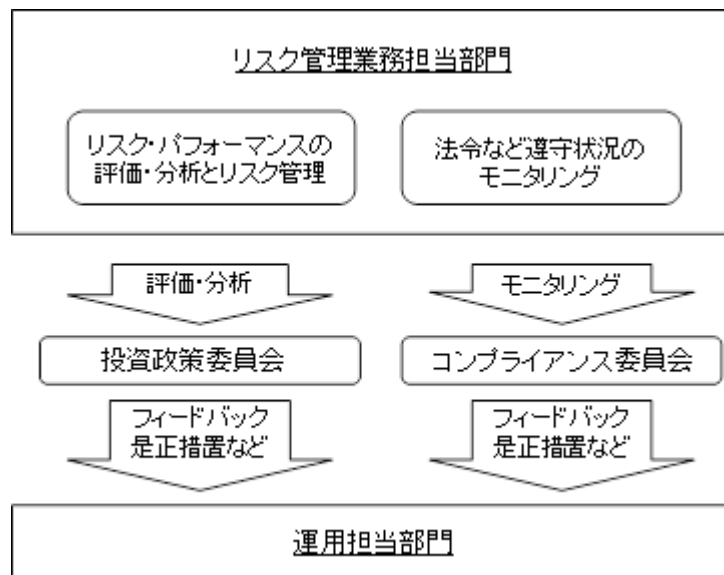 リスク管理業務担当部門
リスク・パフォーマンスの
評価・分析とリスク管理
法令など遵守状況の
モニタリング
評価・分析
モニタリング
投資政策委員会
コンプライアンス委員会
フィードバック
是正措置など
フィードバック
是正措置など
運用担当部門